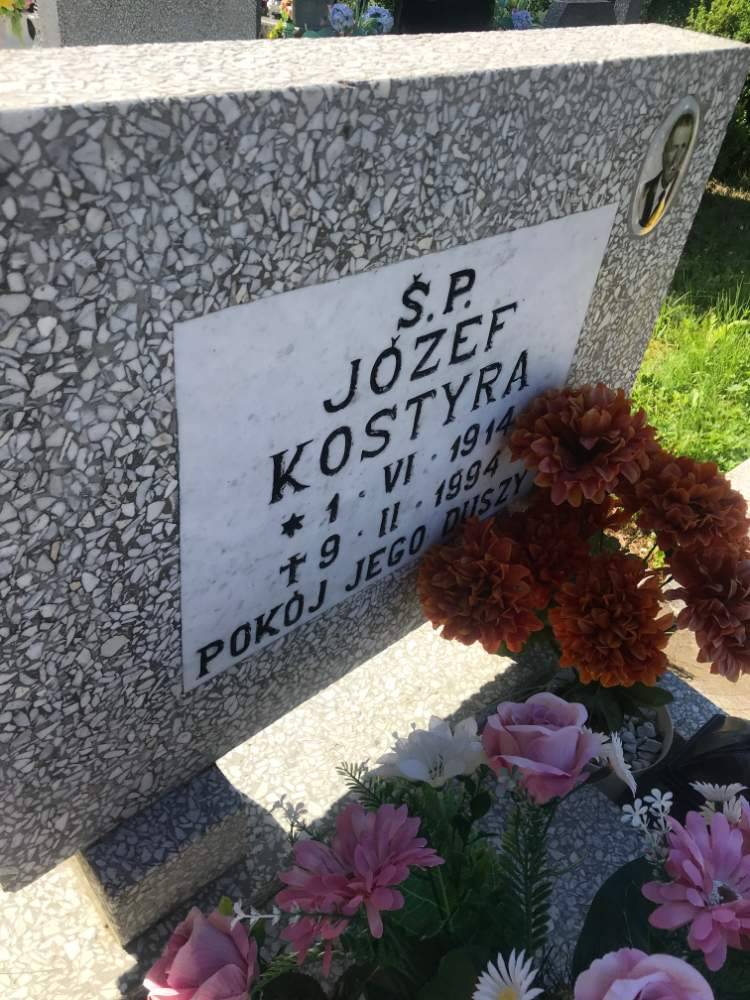 Ś.P.
JÓZEF
KOSTYRA
* 1 · VI · 1914
† 9 · II · 1994
POKÓJ JEGO DUSZY